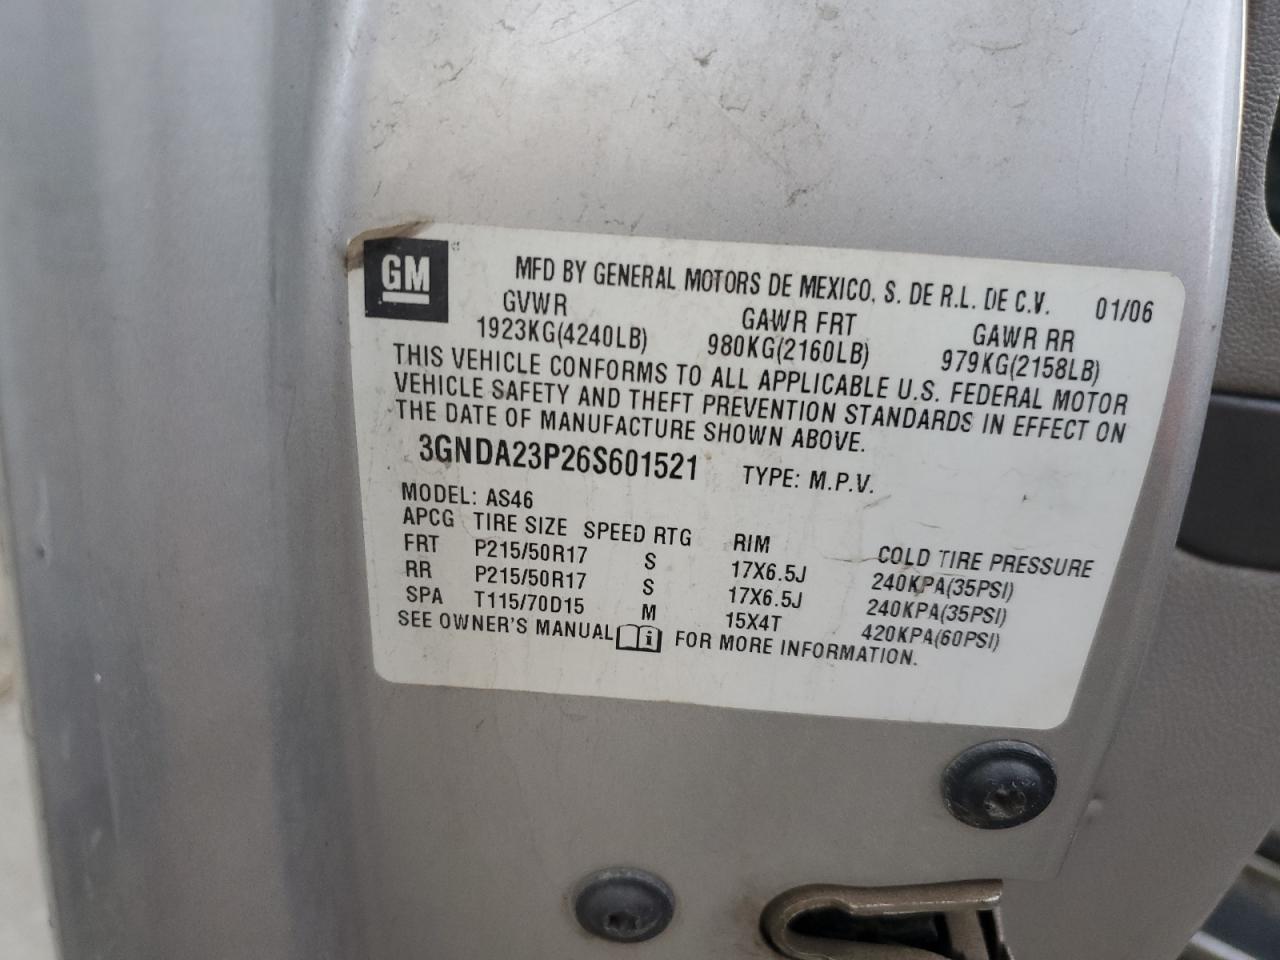 GM
MFD BY GENERAL MOTORS DE MEXICO, S. DE R.L. DE C.V. 01/06
GVWR GAWR FRT GAWR RR
1923KG(4240LB) 980KG(2160LB) 979KG(2158LB)
THIS VEHICLE CONFORMS TO ALL APPLICABLE U.S. FEDERAL MOTOR
VEHICLE SAFETY AND THEFT PREVENTION STANDARDS IN EFFECT ON
THE DATE OF MANUFACTURE SHOWN ABOVE.
3GNDA23P26S601521 TYPE: M.P.V.
MODEL: AS46
APCG TIRE SIZE SPEED RTG RIM COLD TIRE PRESSURE
FRT P215/50R17 S 17X6.5J 240KPA(35PSI)
RR P215/50R17 S 17X6.5J 240KPA(35PSI)
SPA T115/70D15 M 15X4T 420KPA(60PSI)
SEE OWNER'S MANUAL FOR MORE INFORMATION.